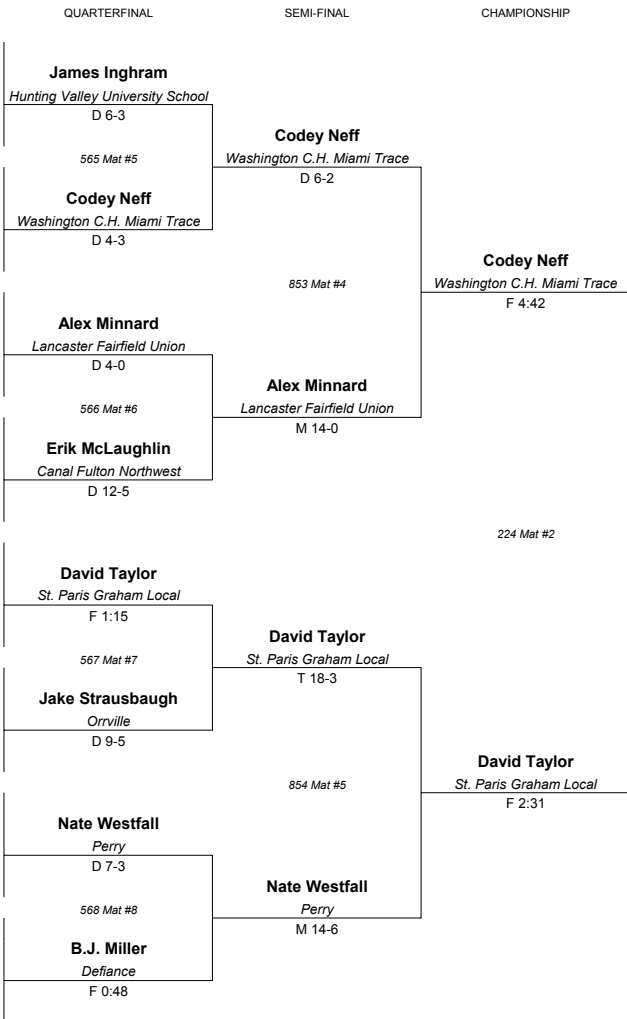 QUARTERFINAL
SEMI-FINAL
CHAMPIONSHIP
James Inghram
Hunting Valley University School
D 6-3
565 Mat #5
Codey Neff
Washington C.H. Miami Trace
D 4-3
Codey Neff
Washington C.H. Miami Trace
D 6-2
853 Mat #4
Alex Minnard
Lancaster Fairfield Union
D 4-0
566 Mat #6
Erik McLaughlin
Canal Fulton Northwest
D 12-5
Alex Minnard
Lancaster Fairfield Union
M 14-0
Codey Neff
Washington C.H. Miami Trace
F 4:42
224 Mat #2
David Taylor
St. Paris Graham Local
F 1:15
567 Mat #7
Jake Strausbaugh
Orrville
D 9-5
David Taylor
St. Paris Graham Local
T 18-3
854 Mat #5
Nate Westfall
Perry
D 7-3
568 Mat #8
B.J. Miller
Defiance
F 0:48
Nate Westfall
Perry
M 14-6
David Taylor
St. Paris Graham Local
F 2:31